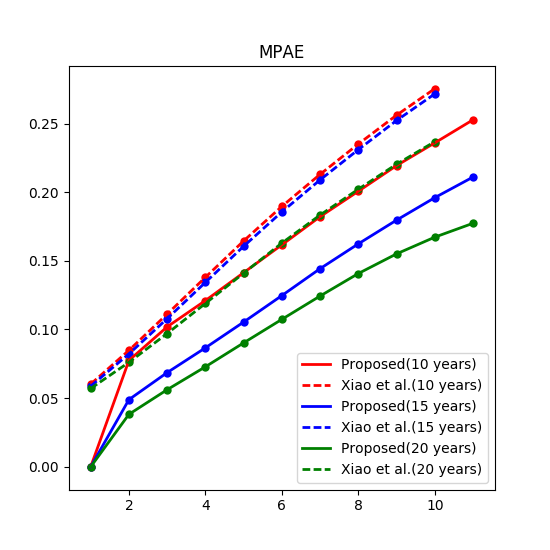 MPAE
0.25
0.20
0.15
0.10
0.05
0.00
2 4 6 8 10
Proposed(10 years)
Xiao et al.(10 years)
Proposed(15 years)
Xiao et al.(15 years)
Proposed(20 years)
Xiao et al.(20 years)